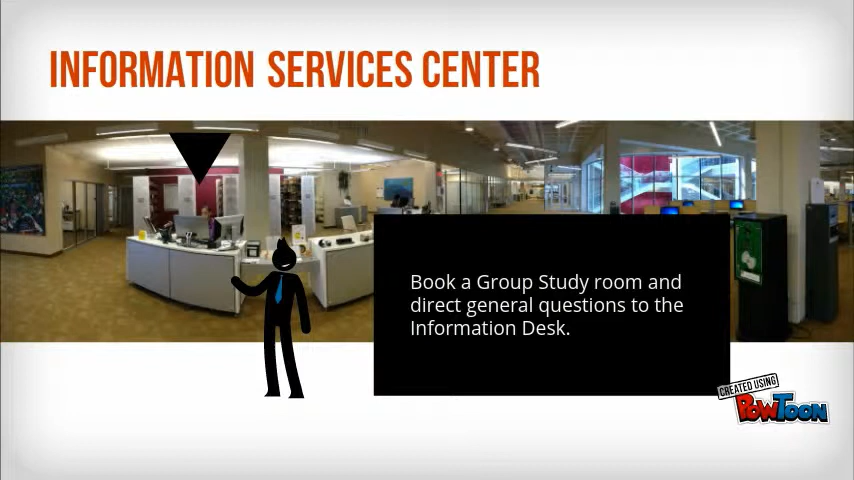 INFORMATION SERVICES CENTER
Book a Group Study room and
direct general questions to the
Information Desk.
CREATED USING
POWTOON